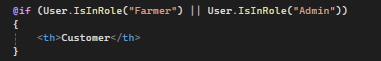 @if (User.IsInRole("Farmer") || User.IsInRole("Admin"))
{
    <th>Customer</th>
}